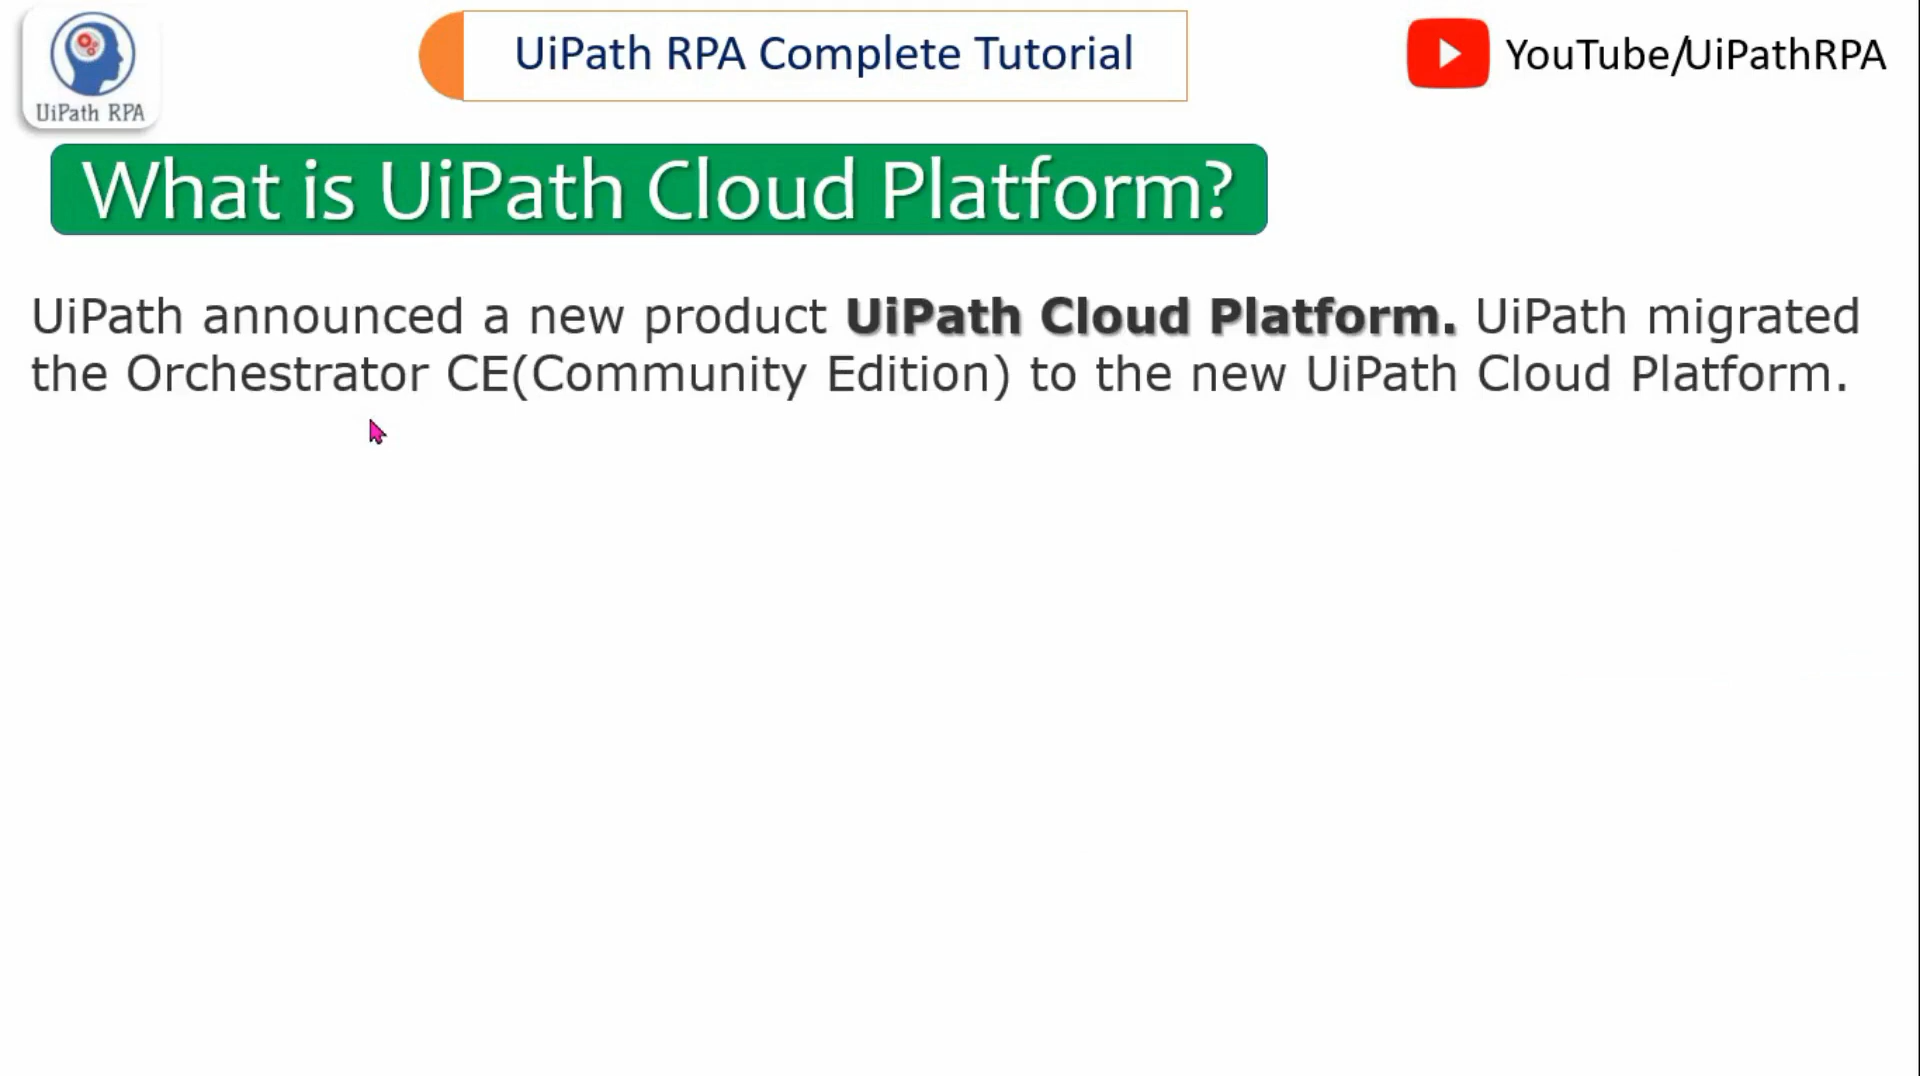 UiPath RPA
UiPath RPA Complete Tutorial
YouTube/UiPathRPA
What is UiPath Cloud Platform?
UiPath announced a new product UiPath Cloud Platform. UiPath migrated
the Orchestrator CE(Community Edition) to the new UiPath Cloud Platform.